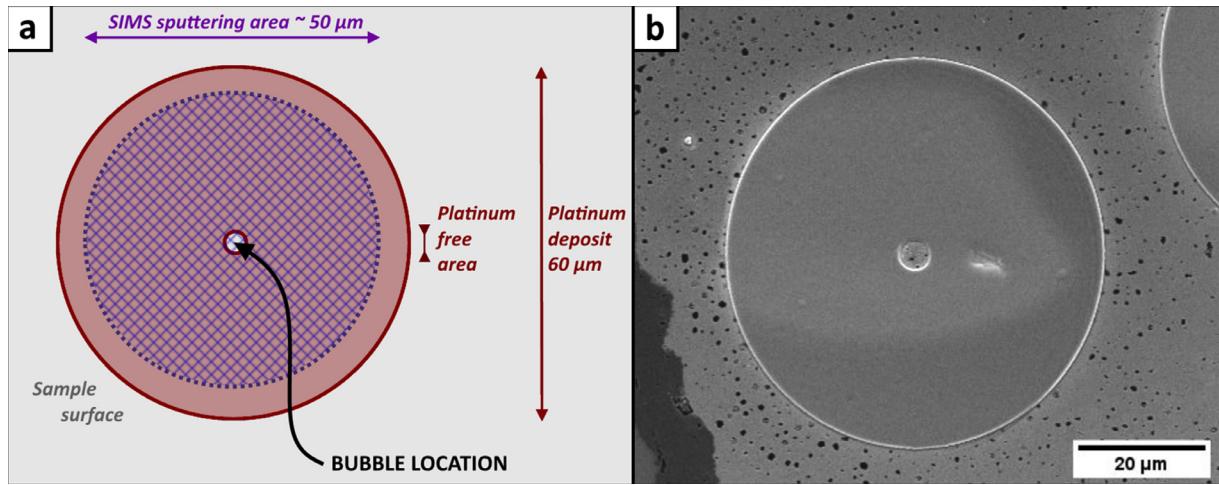 a
SIMS sputtering area ~ 50 µm
Platinum
free
area
Platinum
deposit
60 µm
Sample
surface
BUBBLE LOCATION
b
20 µm